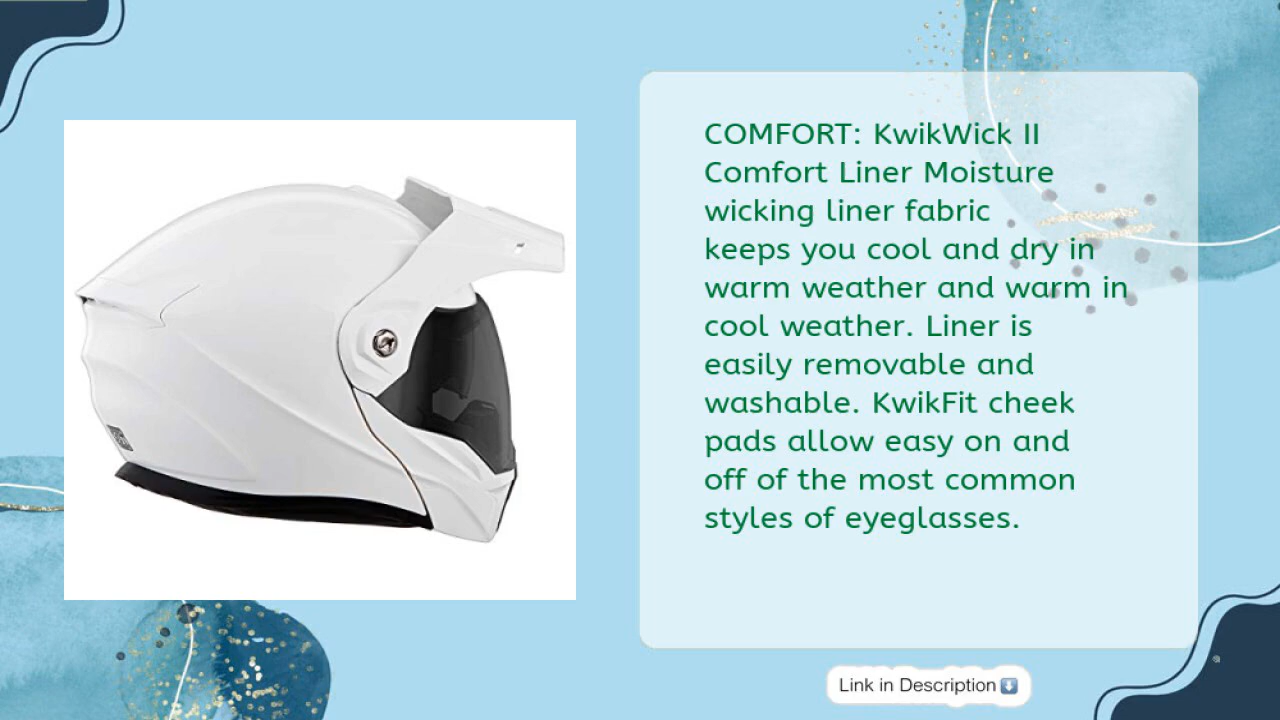 COMFORT: KwikWick II
Comfort Liner Moisture
wicking liner fabric
keeps you cool and dry in
warm weather and warm in
cool weather. Liner is
easily removable and
washable. KwikFit cheek
pads allow easy on and
off of the most common
styles of eyeglasses.
Link in Description⬇️